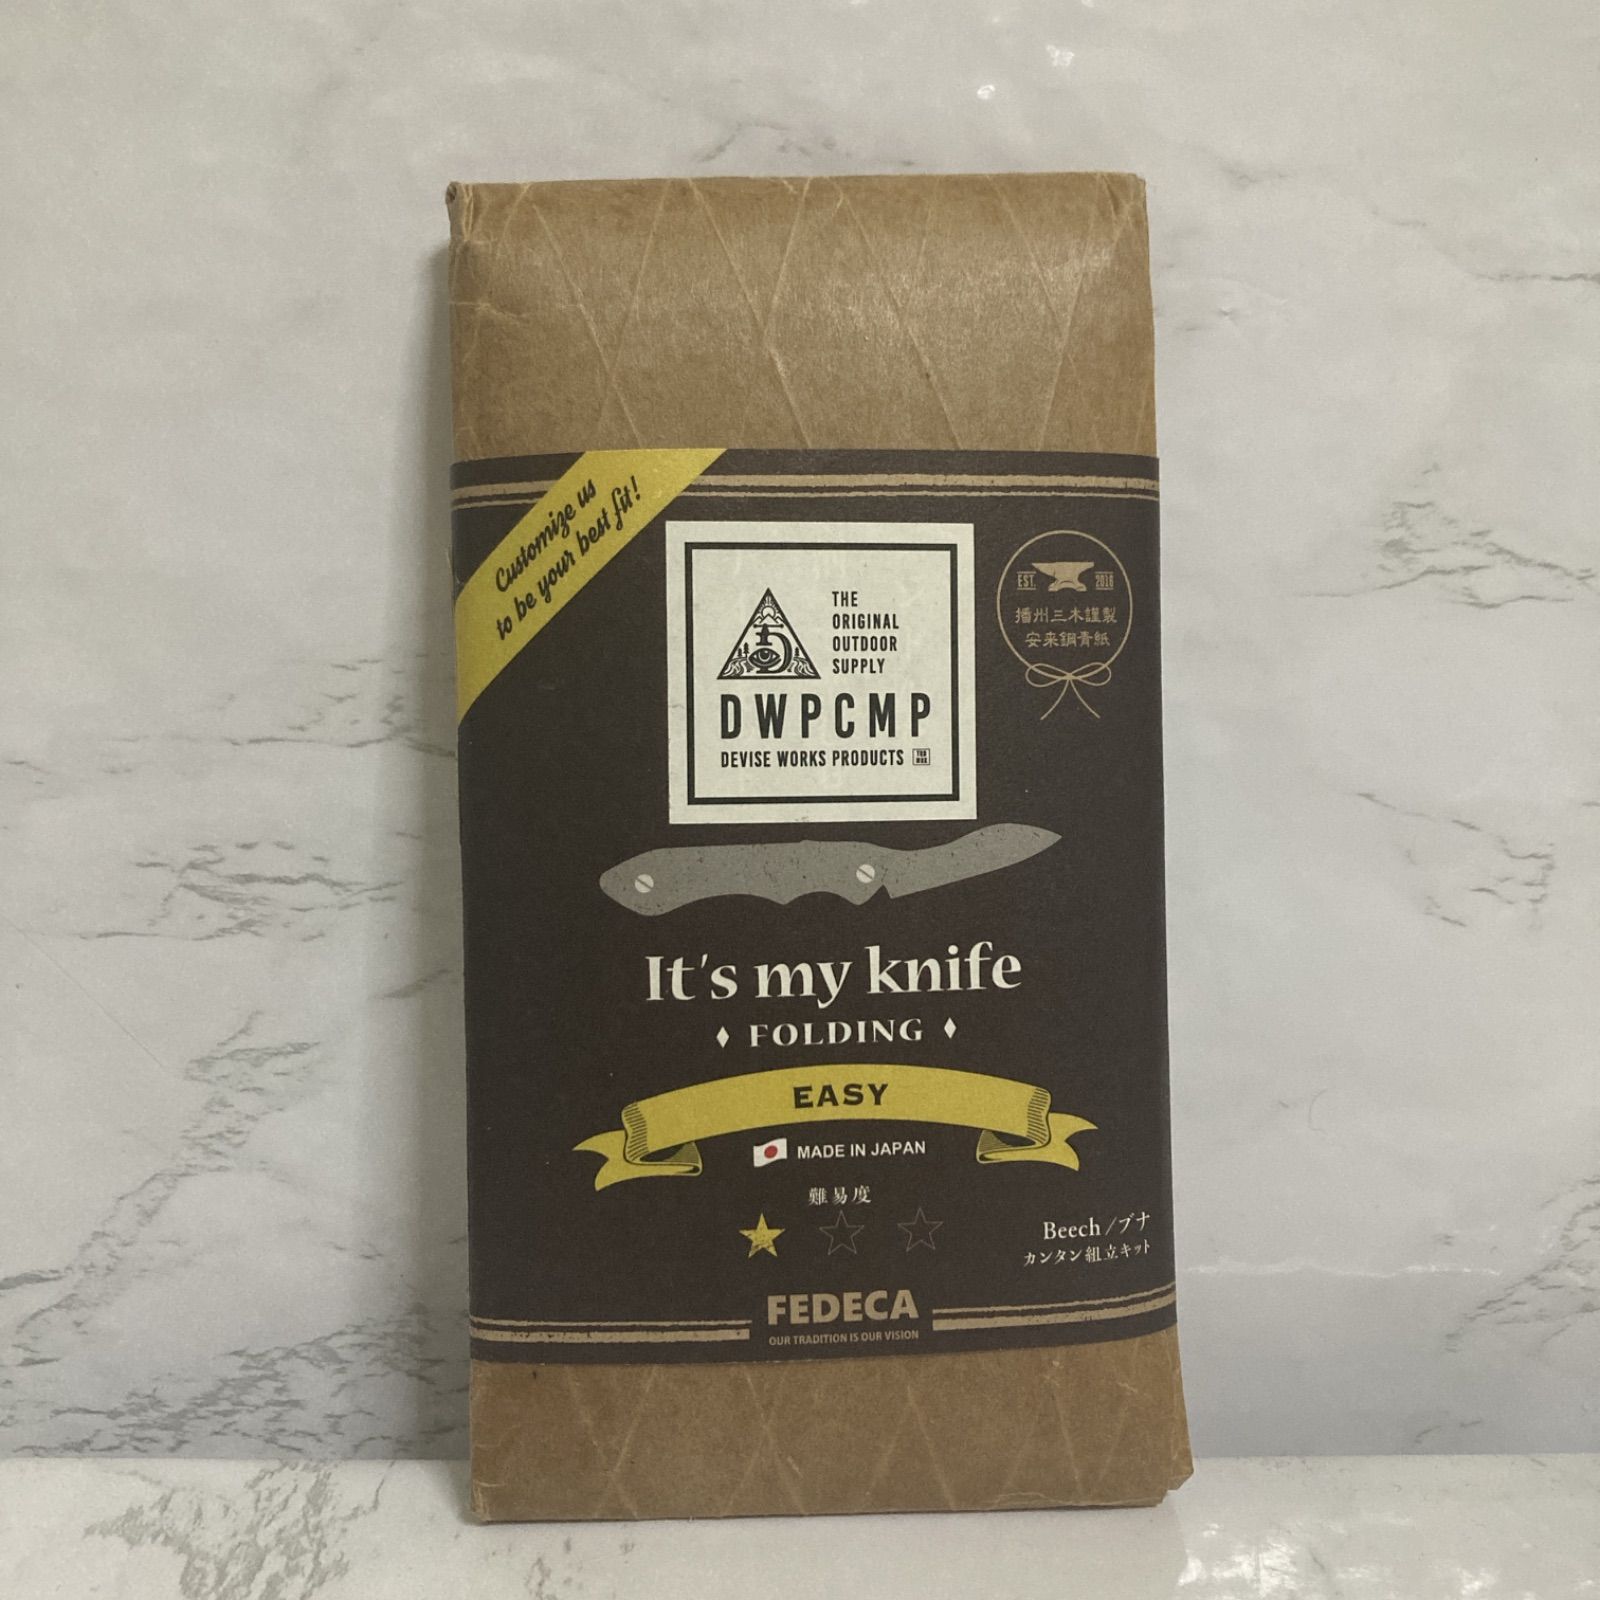 Customize us
to be your best fit!
THE
ORIGINAL
OUTDOOR
SUPPLY
DWPCMP
DEVISE WORKS PRODUCTS
EST. 2016
播州三木謹製
安来鋼青紙
It's my knife
FOLDING
EASY
MADE IN JAPAN
難易度
Beech/ブナ
カンタン組立キット
FEDECA
OUR TRADITION IS OUR VISION